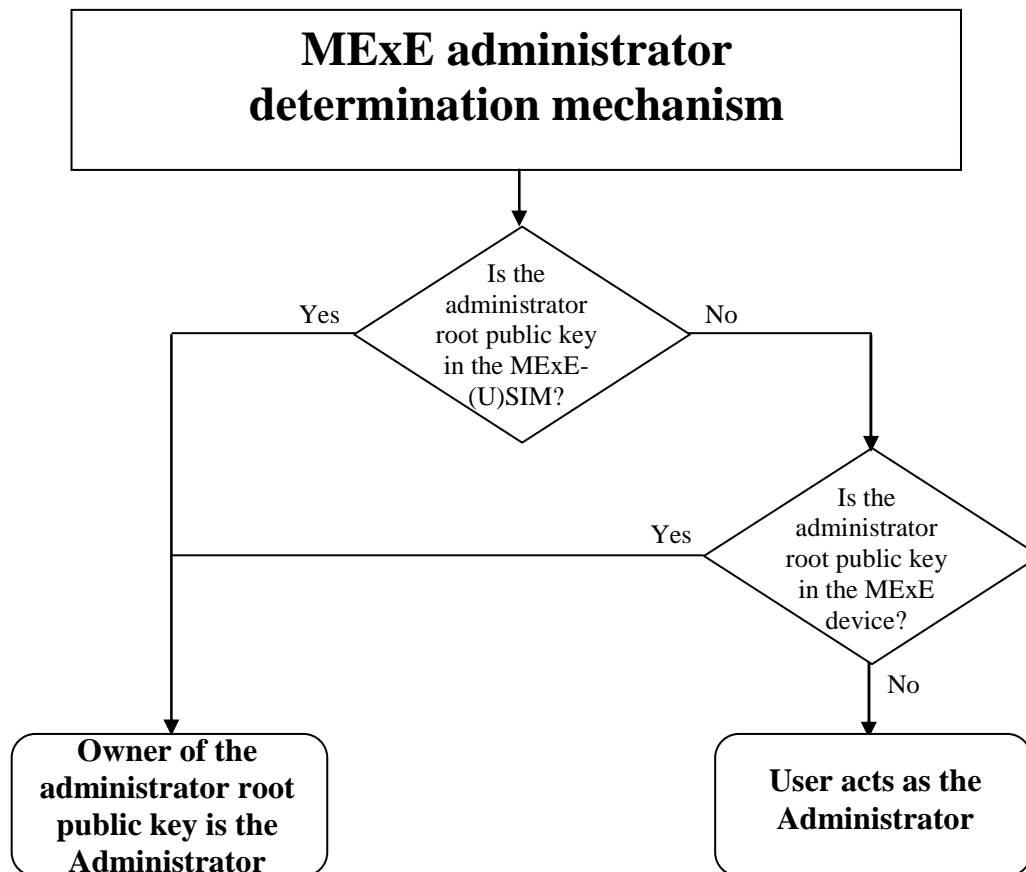 MExE administrator
determination mechanism
Is the
administrator
root public key
in the MExE-
(U)SIM?
Yes
No
Is the
administrator
root public key
in the MExE
device?
Yes
No
Owner of the
administrator root
public key is the
Administrator
User acts as the
Administrator